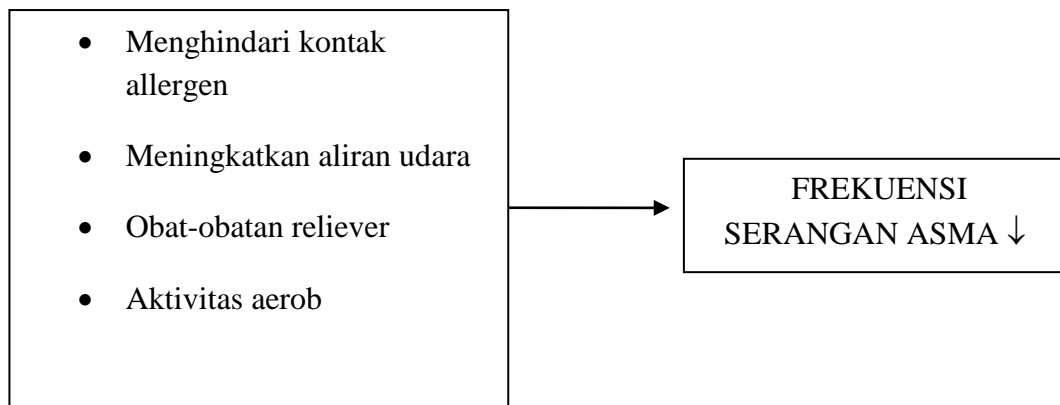 • Menghindari kontak
allergen
• Meningkatkan aliran udara
• Obat-obatan reliever
• Aktivitas aerob
FREKUENSI
SERANGAN ASMA ↓